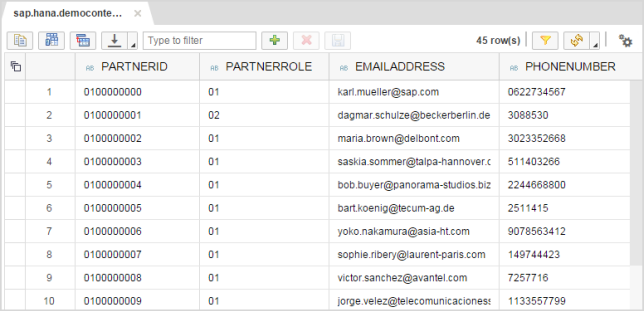 sap.hana.democonte... ×
Type to filter 45 row(s)
AB PARTNERID AB PARTNERROLE AB EMAILADDRESS AB PHONENUMBER
1 0100000000 01 karl.mueller@sap.com 0622734567
2 0100000001 02 dagmar.schulze@beckerberlin.de 3088530
3 0100000002 01 maria.brown@delbont.com 3023352668
4 0100000003 01 saskia.sommer@talpa-hannover.c 511403266
5 0100000004 01 bob.buyer@panorama-studios.biz 2244668800
6 0100000005 01 bart.koenig@tecum-ag.de 2511415
7 0100000006 01 yoko.nakamura@asia-ht.com 9078563412
8 0100000007 01 sophie.ribery@laurent-paris.com 149744423
9 0100000008 01 victor.sanchez@avantel.com 7257716
10 0100000009 01 jorge.velez@telecomunicacioness 1133557799